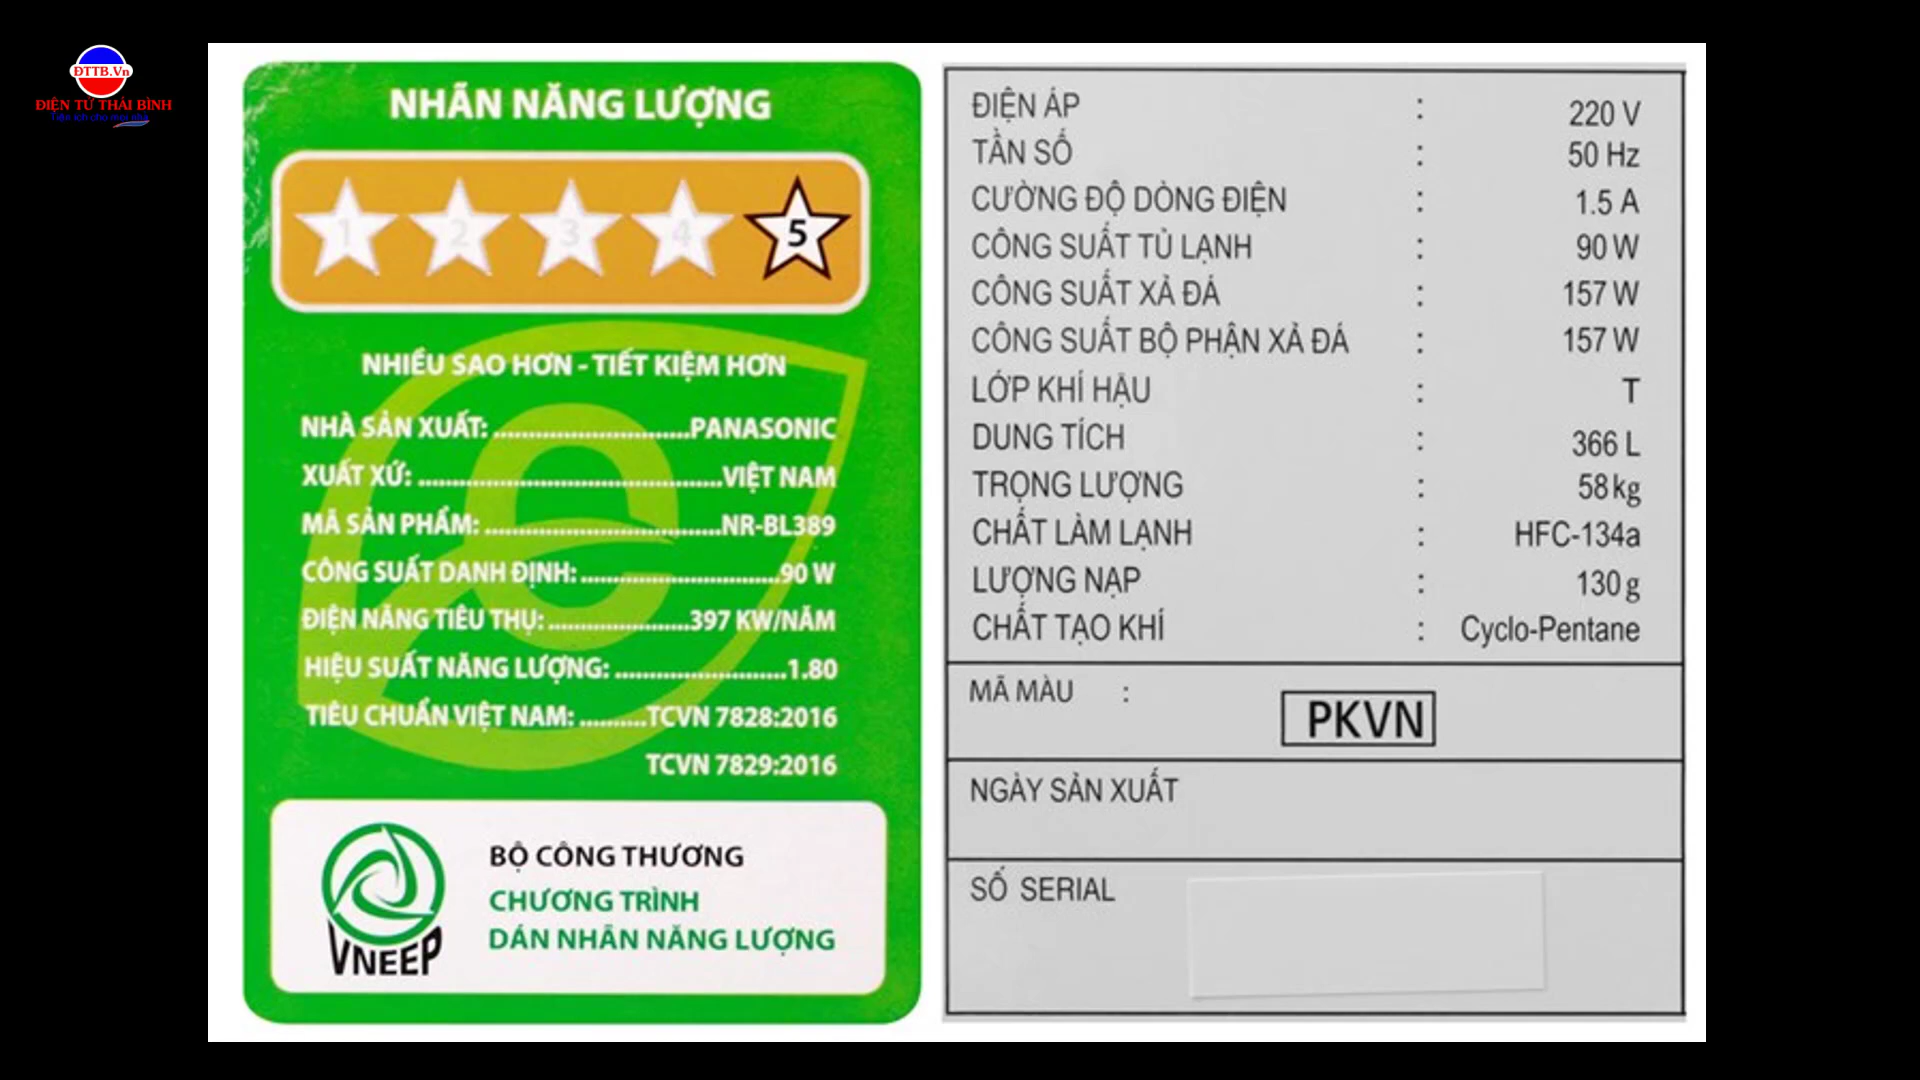 ĐTTB.Vn
ĐIỆN TỬ THÁI BÌNH
Tiện ích cho mọi nhà
NHÃN NĂNG LƯỢNG
1 2 3 4 5
NHIỀU SAO HƠN - TIẾT KIỆM HƠN
NHÀ SẢN XUẤT: ............................PANASONIC
XUẤT XỨ: ............................................VIỆT NAM
MÃ SẢN PHẨM: ..................................NR-BL389
CÔNG SUẤT DANH ĐỊNH: .............................90 W
ĐIỆN NĂNG TIÊU THỤ: .....................397 KW/NĂM
HIỆU SUẤT NĂNG LƯỢNG: .........................1.80
TIÊU CHUẨN VIỆT NAM: ..........TCVN 7828:2016
TCVN 7829:2016
VNEEP
BỘ CÔNG THƯƠNG
CHƯƠNG TRÌNH
DÁN NHÃN NĂNG LƯỢNG
ĐIỆN ÁP : 220 V
TẦN SỐ : 50 Hz
CƯỜNG ĐỘ DÒNG ĐIỆN : 1.5 A
CÔNG SUẤT TỦ LẠNH : 90 W
CÔNG SUẤT XẢ ĐÁ : 157 W
CÔNG SUẤT BỘ PHẬN XẢ ĐÁ : 157 W
LỚP KHÍ HẬU : T
DUNG TÍCH : 366 L
TRỌNG LƯỢNG : 58 kg
CHẤT LÀM LẠNH : HFC-134a
LƯỢNG NẠP : 130 g
CHẤT TẠO KHÍ : Cyclo-Pentane
MÃ MÀU : PKVN
NGÀY SẢN XUẤT
SỐ SERIAL